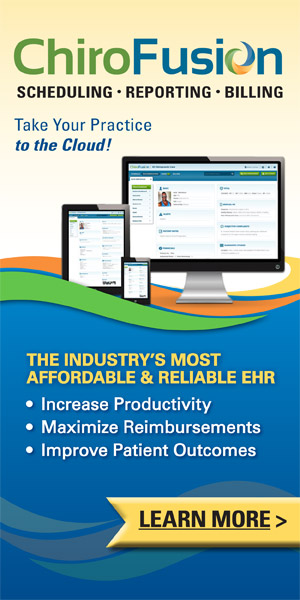 ChiroFusion
SCHEDULING • REPORTING • BILLING
Take Your Practice
to the Cloud!
THE INDUSTRY'S MOST
AFFORDABLE & RELIABLE EHR
• Increase Productivity
• Maximize Reimbursements
• Improve Patient Outcomes
LEARN MORE >